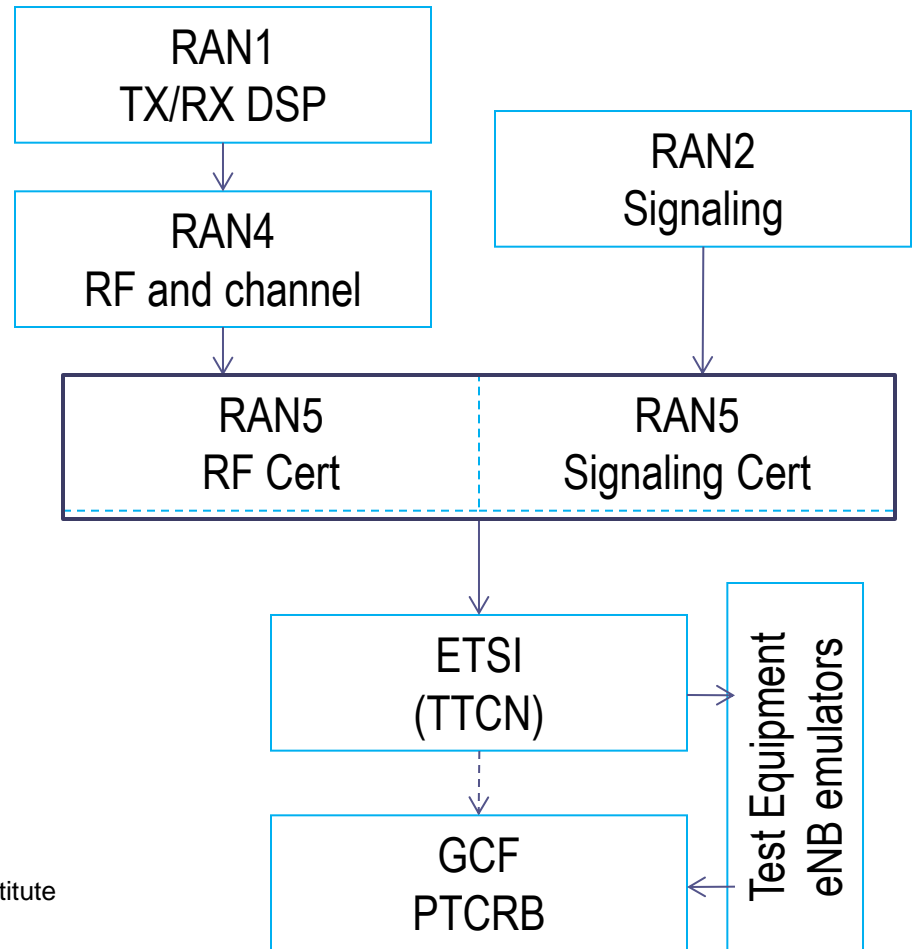 RAN1
TX/RX DSP
RAN2
Signaling
RAN4
RF and channel
RAN5
RF Cert
RAN5
Signaling Cert
ETSI
(TTCN)
Test Equipment
eNB emulators
GCF
PTCRB
titute